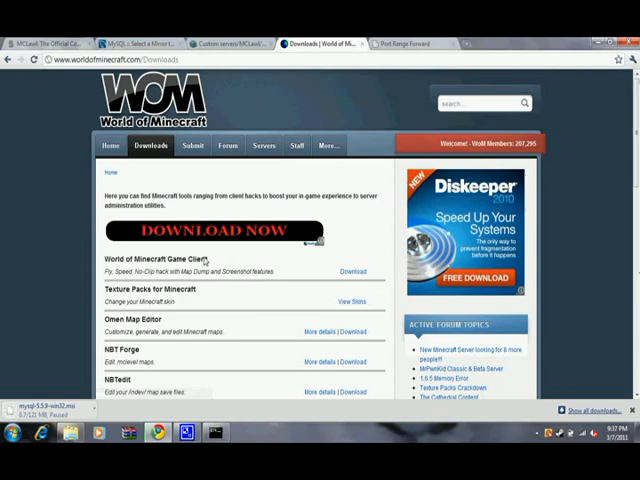 MCLawl: The Official Co...
MySQL :: Select a Mirror t
Custom servers/MCLawl/...
Downloads | World of Mi...
Port Range Forward
www.worldofminecraft.com/Downloads
WOM
World of Minecraft
search...
Home
Downloads
Submit
Forum
Servers
Staff
More...
Welcome! - WoM Members: 207,295
Home
Here you can find Minecraft tools ranging from client hacks to boost your in-game experience to server
administration utilities.
DOWNLOAD NOW
World of Minecraft Game Client
Fly, Speed, No-Clip hack with Map Dump and Screenshot features.
Download
Texture Packs for Minecraft
Change your Minecraft skin
View Skins
Omen Map Editor
Customize, generate, and edit Minecraft maps.
More details | Download
NBT Forge
Edit .mclevel maps.
More details | Download
NBTedit
Edit your /indev/ map save files.
More details | Download
NEW
Diskeeper
2010
Speed Up Your
Systems
The only way to
prevent fragmentation
before it happens
FREE DOWNLOAD
ACTIVE FORUM TOPICS
New Minecraft Server looking for 8 more
people!!!
MrPwnKid Classic & Beta Server
1.6.5 Memory Error
Texture Packs Crackdown
The Cathedral Contest
mysql-5.5.9-win32.msi
0.7/121 MB, Paused
Show all downloads...
9:37 PM
3/7/2011